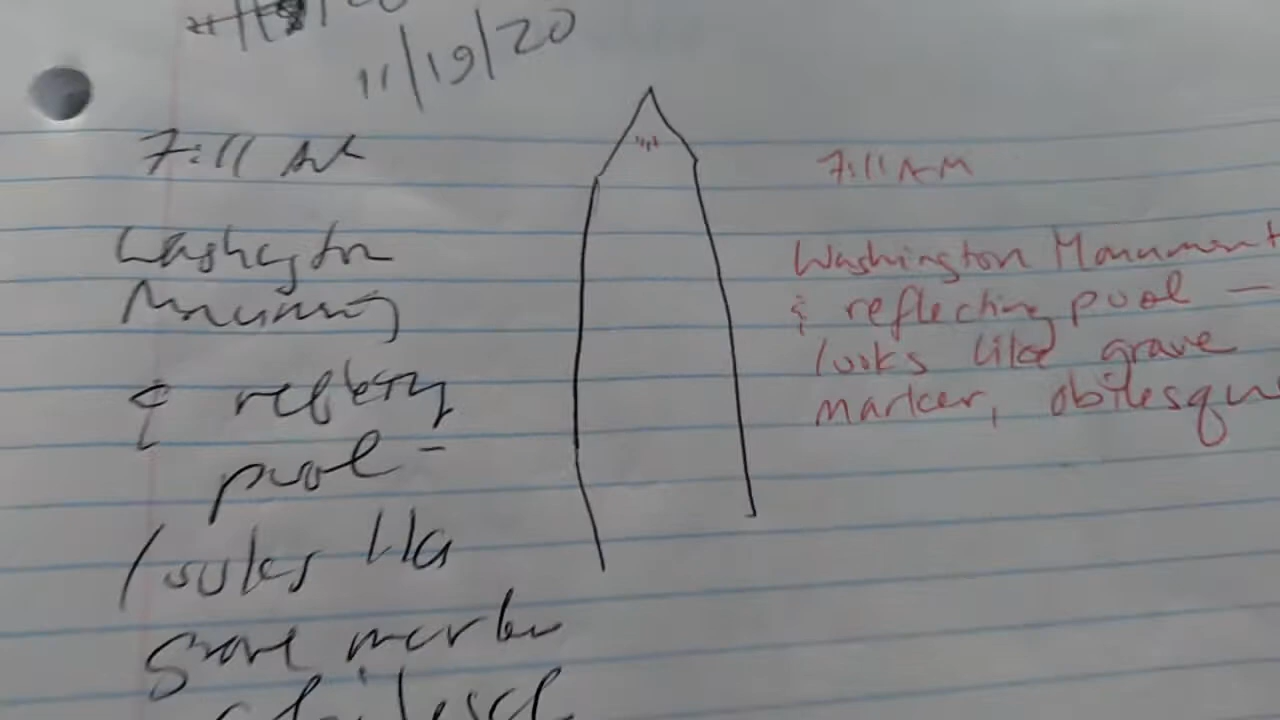 11/19/20
7:11 AM
Washington
Monument
& reflecting
pool -
looks like
grave marker
7:11 AM
Washington Monument
& reflecting pool —
looks like grave
marker, obilesqu